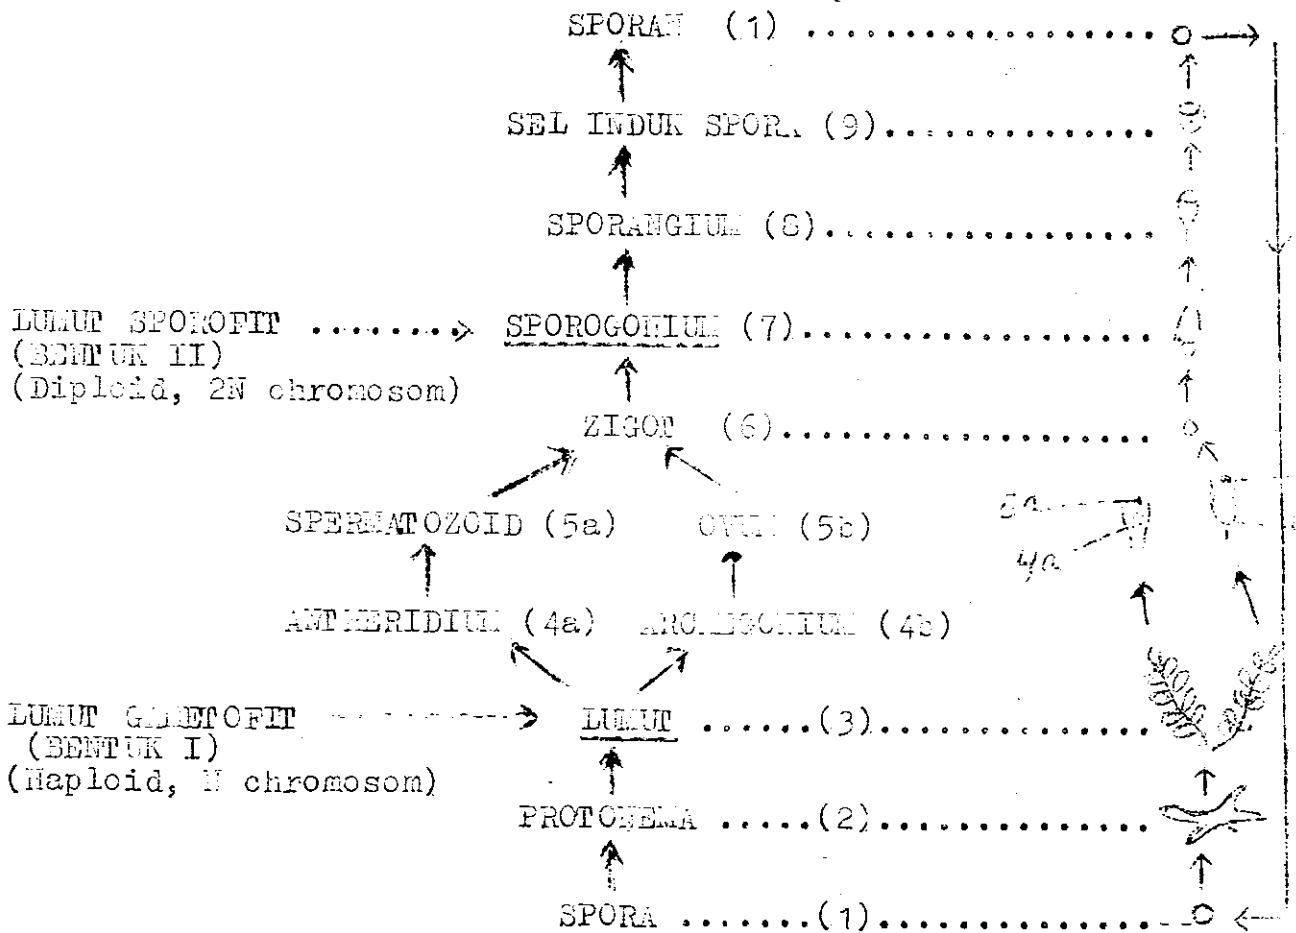 SPORAN (1) ....................
SEL INDUK SPOR. (9)...............
SPORANGIUM (8)..................
LUMUT SPOROFIT ........> SPOROGONIUM (7)...................
(BENTUK II)
(Diploid, 2N chromosom)
ZIGOT (6)....................
SPERMATOZOID (5a) OVUM (5b) 5a
4a
ANTHERIDIUM (4a) ARCHEGONIUM (4b)
LUMUT GAMETOFIT --------> LUMUT ......(3)...............
(BENTUK I)
(Haploid, N chromosom)
PROTONEMA .....(2)...............
SPORA .......(1)...............